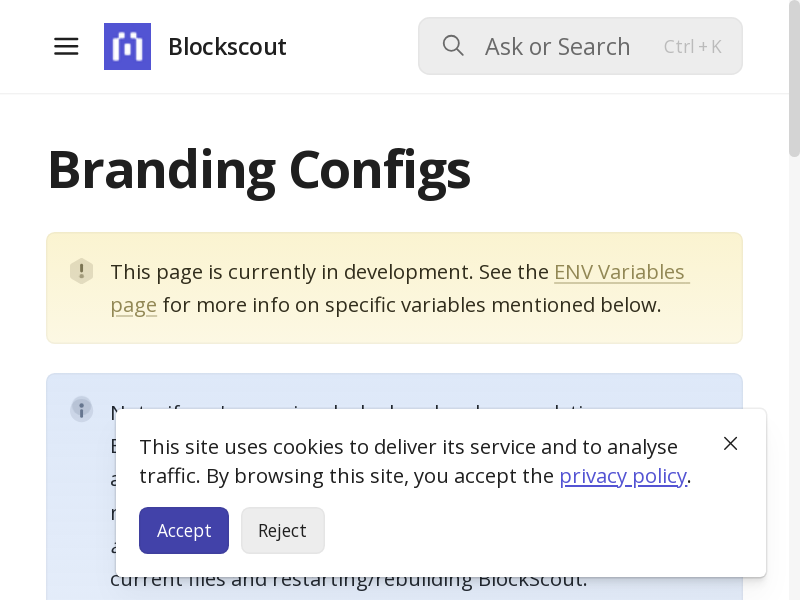 Blockscout
Ask or Search
Ctrl + K
Branding Configs
This page is currently in development. See the ENV Variables
page for more info on specific variables mentioned below.
This site uses cookies to deliver its service and to analyse
traffic. By browsing this site, you accept the privacy policy.
Accept
Reject
current files and restarting/rebuilding BlockScout.